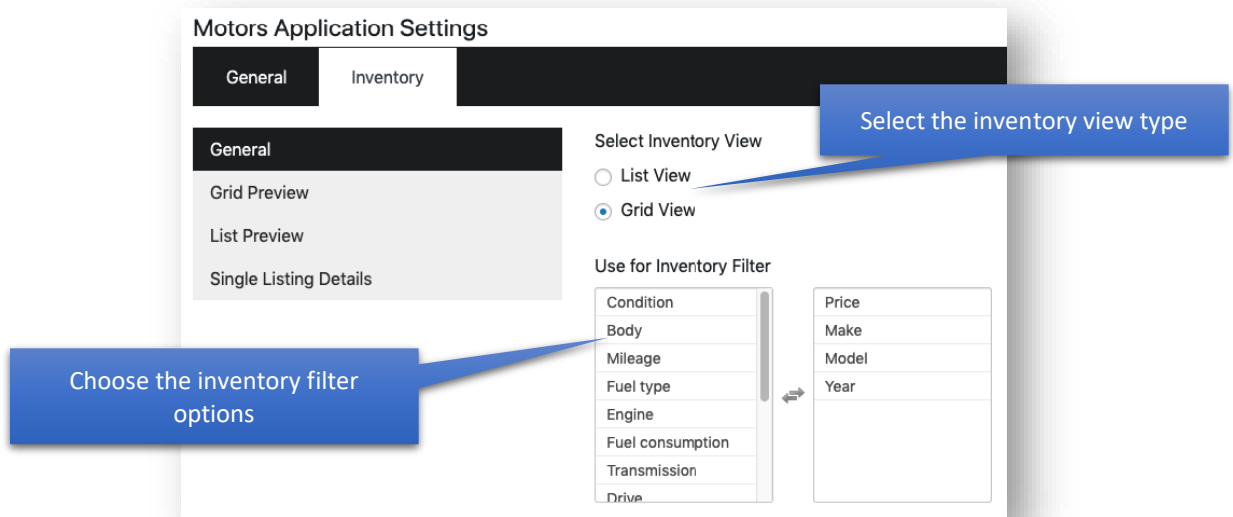 Motors Application Settings
General
Inventory
Select the inventory view type
General
Grid Preview
List Preview
Single Listing Details
Select Inventory View
List View
Grid View
Use for Inventory Filter
Condition
Body
Mileage
Fuel type
Engine
Fuel consumption
Transmission
Drive
Price
Make
Model
Year
Choose the inventory filter
options